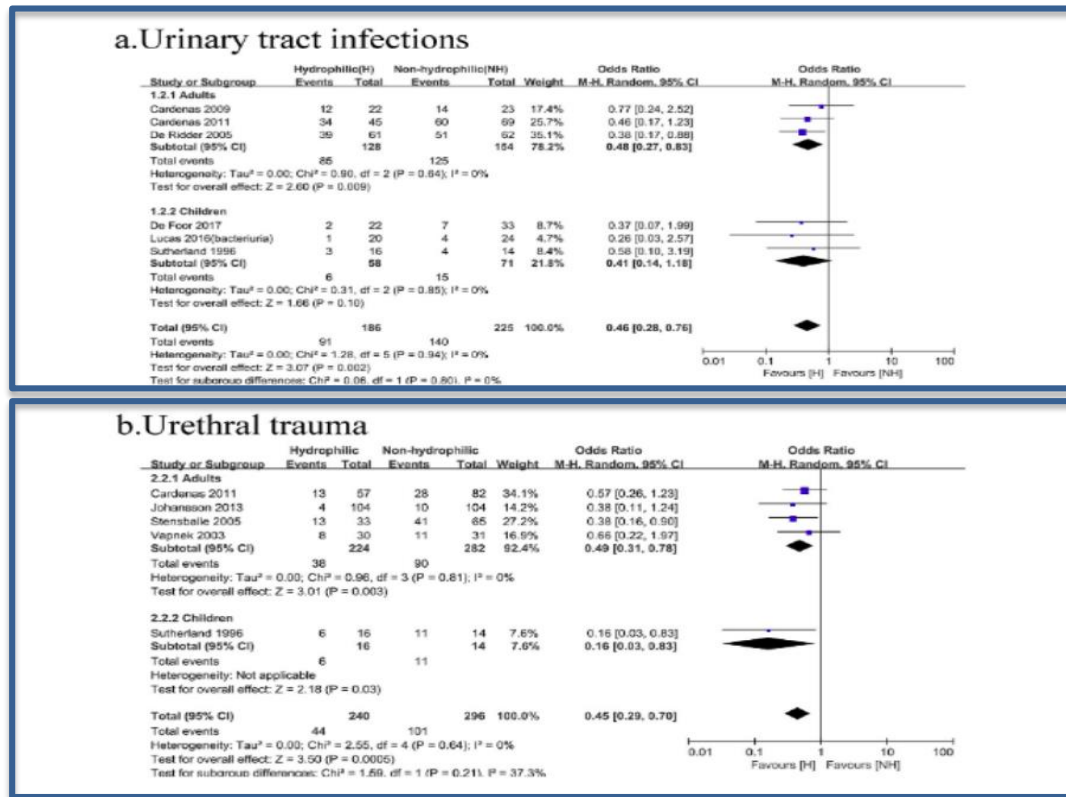 a.Urinary tract infections
Hydrophilic(H) Non-hydrophilic(NH) Odds Ratio Odds Ratio
Study or Subgroup Events Total Events Total Weight M-H, Random, 95% CI M-H, Random, 95% CI
1.2.1 Adults
Cardenas 2009 12 22 14 23 17.4% 0.77 [0.24, 2.52]
Cardenas 2011 34 45 60 69 25.7% 0.46 [0.17, 1.23]
De Ridder 2005 39 61 51 62 35.1% 0.38 [0.17, 0.88]
Subtotal (95% CI) 128 154 78.2% 0.48 [0.27, 0.83]
Total events 85 125
Heterogeneity: Tau² = 0.00; Chi² = 0.90, df = 2 (P = 0.64); I² = 0%
Test for overall effect: Z = 2.60 (P = 0.009)
1.2.2 Children
De Foor 2017 2 22 7 33 8.7% 0.37 [0.07, 1.99]
Lucas 2016(bacteriuria) 1 20 4 24 4.7% 0.26 [0.03, 2.57]
Sutherland 1996 3 16 4 14 8.4% 0.58 [0.10, 3.19]
Subtotal (95% CI) 58 71 21.8% 0.41 [0.14, 1.18]
Total events 6 15
Heterogeneity: Tau² = 0.00; Chi² = 0.31, df = 2 (P = 0.85); I² = 0%
Test for overall effect: Z = 1.66 (P = 0.10)
Total (95% CI) 186 225 100.0% 0.46 [0.28, 0.76]
Total events 91 140
Heterogeneity: Tau² = 0.00; Chi² = 1.28, df = 5 (P = 0.94); I² = 0%
Test for overall effect: Z = 3.07 (P = 0.002)
Test for subgroup differences: Chi² = 0.06, df = 1 (P = 0.80), I² = 0%
0.01 0.1 1 10 100
Favours [H] Favours [NH]
b.Urethral trauma
Hydrophilic Non-hydrophilic Odds Ratio Odds Ratio
Study or Subgroup Events Total Events Total Weight M-H, Random, 95% CI M-H, Random, 95% CI
2.2.1 Adults
Cardenas 2011 13 57 28 82 34.1% 0.57 [0.26, 1.23]
Johansson 2013 4 104 10 104 14.2% 0.38 [0.11, 1.24]
Stensballe 2005 13 33 41 65 27.2% 0.38 [0.16, 0.90]
Vapnek 2003 8 30 11 31 16.9% 0.66 [0.22, 1.97]
Subtotal (95% CI) 224 282 92.4% 0.49 [0.31, 0.78]
Total events 38 90
Heterogeneity: Tau² = 0.00; Chi² = 0.96, df = 3 (P = 0.81); I² = 0%
Test for overall effect: Z = 3.01 (P = 0.003)
2.2.2 Children
Sutherland 1996 6 16 11 14 7.6% 0.16 [0.03, 0.83]
Subtotal (95% CI) 16 14 7.6% 0.16 [0.03, 0.83]
Total events 6 11
Heterogeneity: Not applicable
Test for overall effect: Z = 2.18 (P = 0.03)
Total (95% CI) 240 296 100.0% 0.45 [0.29, 0.70]
Total events 44 101
Heterogeneity: Tau² = 0.00; Chi² = 2.55, df = 4 (P = 0.64); I² = 0%
Test for overall effect: Z = 3.50 (P = 0.0005)
Test for subgroup differences: Chi² = 1.59, df = 1 (P = 0.21), I² = 37.3%
0.01 0.1 1 10 100
Favours [H] Favours [NH]